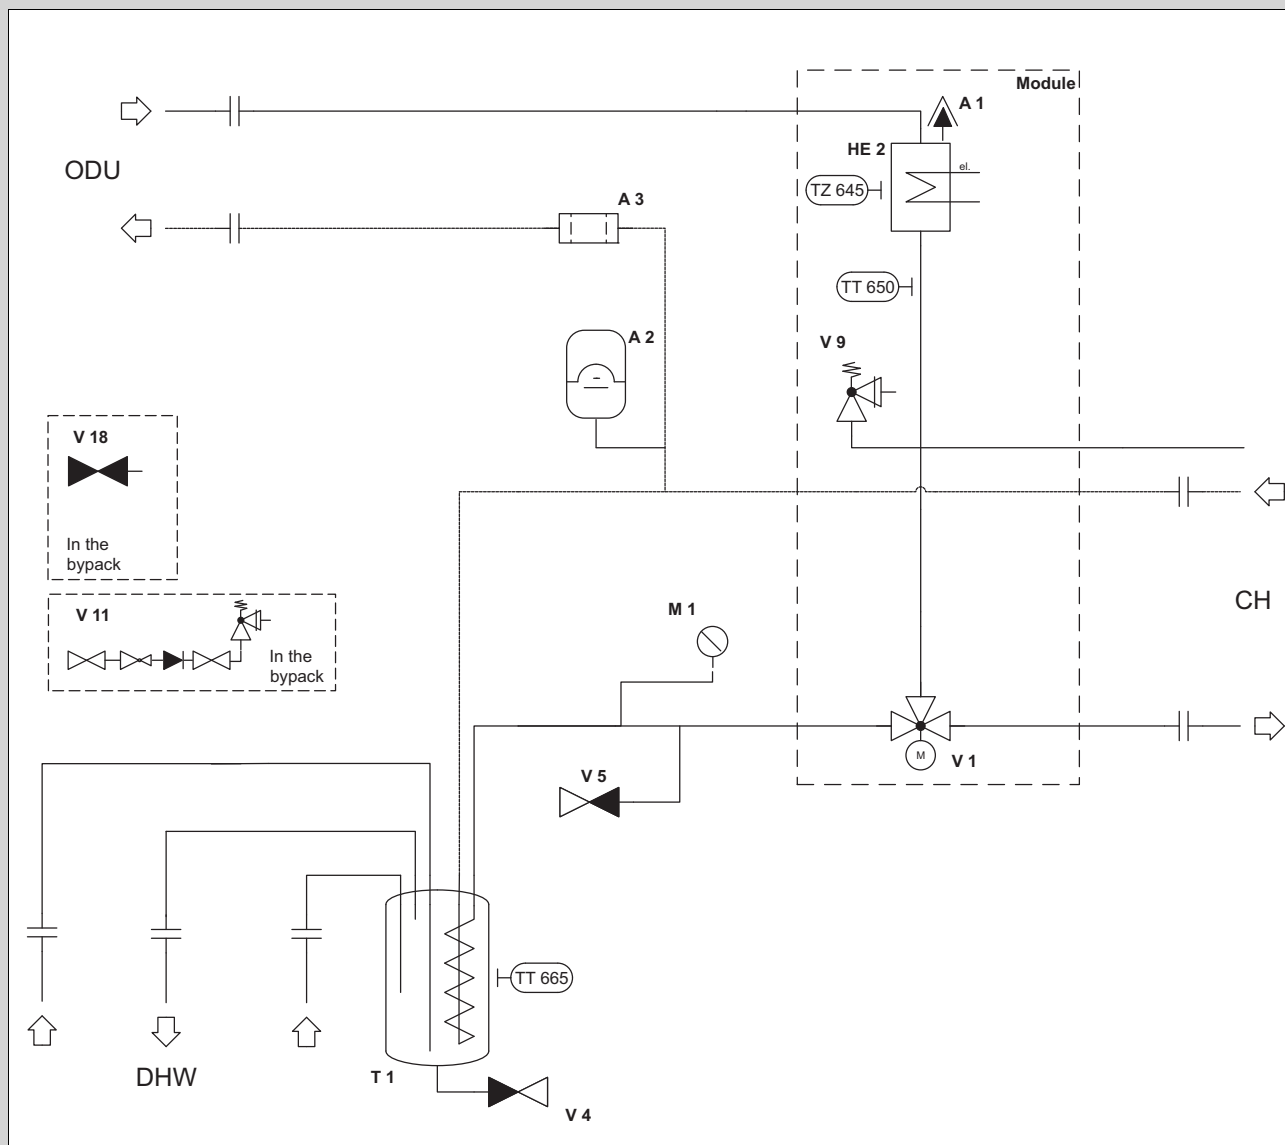 Module
A 1
ODU
HE 2
el.
TZ 645
A 3
TT 650
A 2
V 9
V 18
In the
bypack
V 11
In the
bypack
M 1
CH
V 5
M
V 1
TT 665
DHW
T 1
V 4